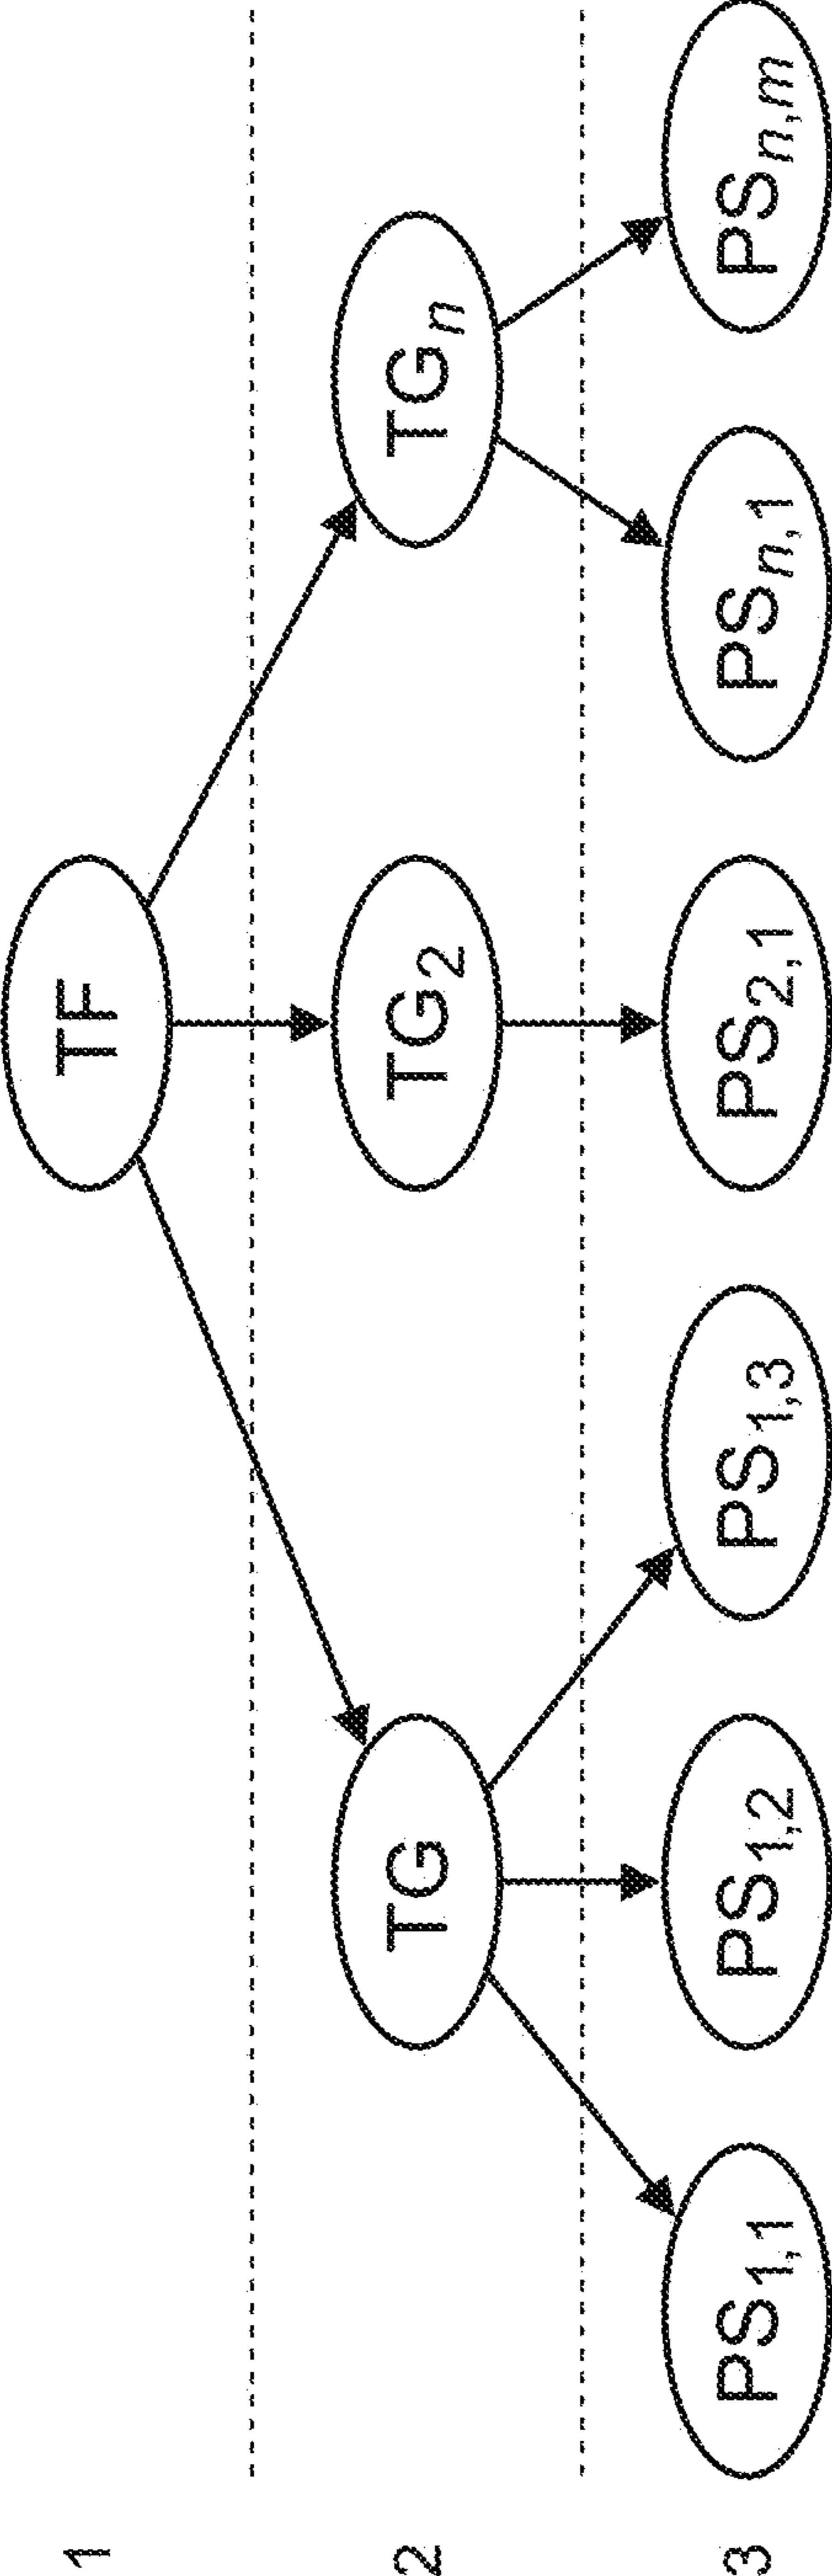 1
TF
2
TG
TG2
TGn
3
PS1,1
PS1,2
PS1,3
PS2,1
PSn,1
PSn,m